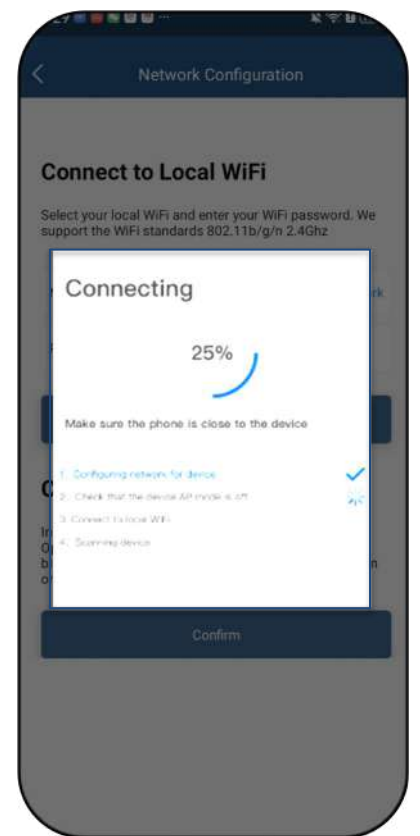 Network Configuration
Connect to Local WiFi
Select your local WiFi and enter your WiFi password. We
support the WiFi standards 802.11b/g/n 2.4Ghz
Connecting
25%
Make sure the phone is close to the device
1. Configuring network for device
2. Check that the device AP mode is off
3. Connect to local WiFi
4. Scanning device
Confirm